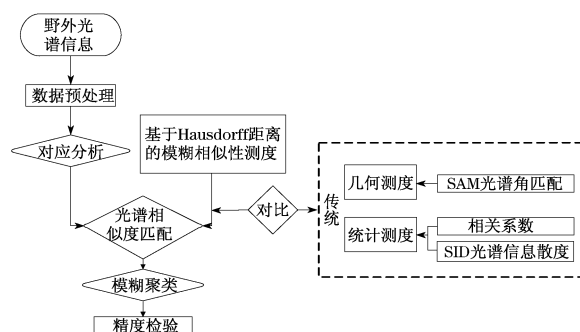 野外光
谱信息
数据预处理
对应分析
基于Hausdorff距离
的模糊相似性测度
光谱相
似度匹配
模糊聚类
精度检验
对比
传统
几何测度
SAM光谱角匹配
统计测度
相关系数
SID光谱信息散度